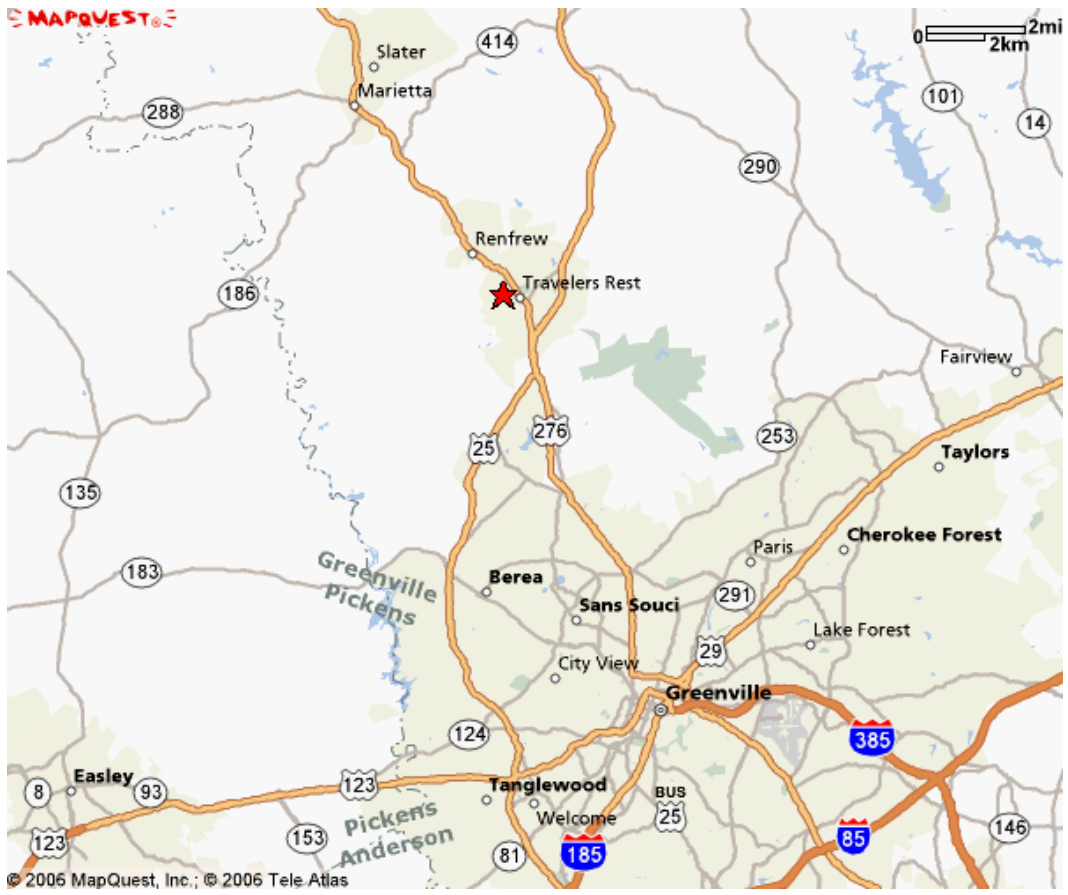 MAPQUEST®
Slater
414
0
2mi
2km
Marietta
288
101
14
290
Renfrew
Travelers Rest
186
Fairview
276
25
253
Taylors
135
Cherokee Forest
Paris
183
Greenville
Pickens
Berea
291
Sans Souci
Lake Forest
29
City View
Greenville
124
385
Easley
123
Tanglewood
8
93
BUS
25
Welcome
Pickens
Anderson
123
153
81
185
85
146
© 2006 MapQuest, Inc.; © 2006 Tele Atlas